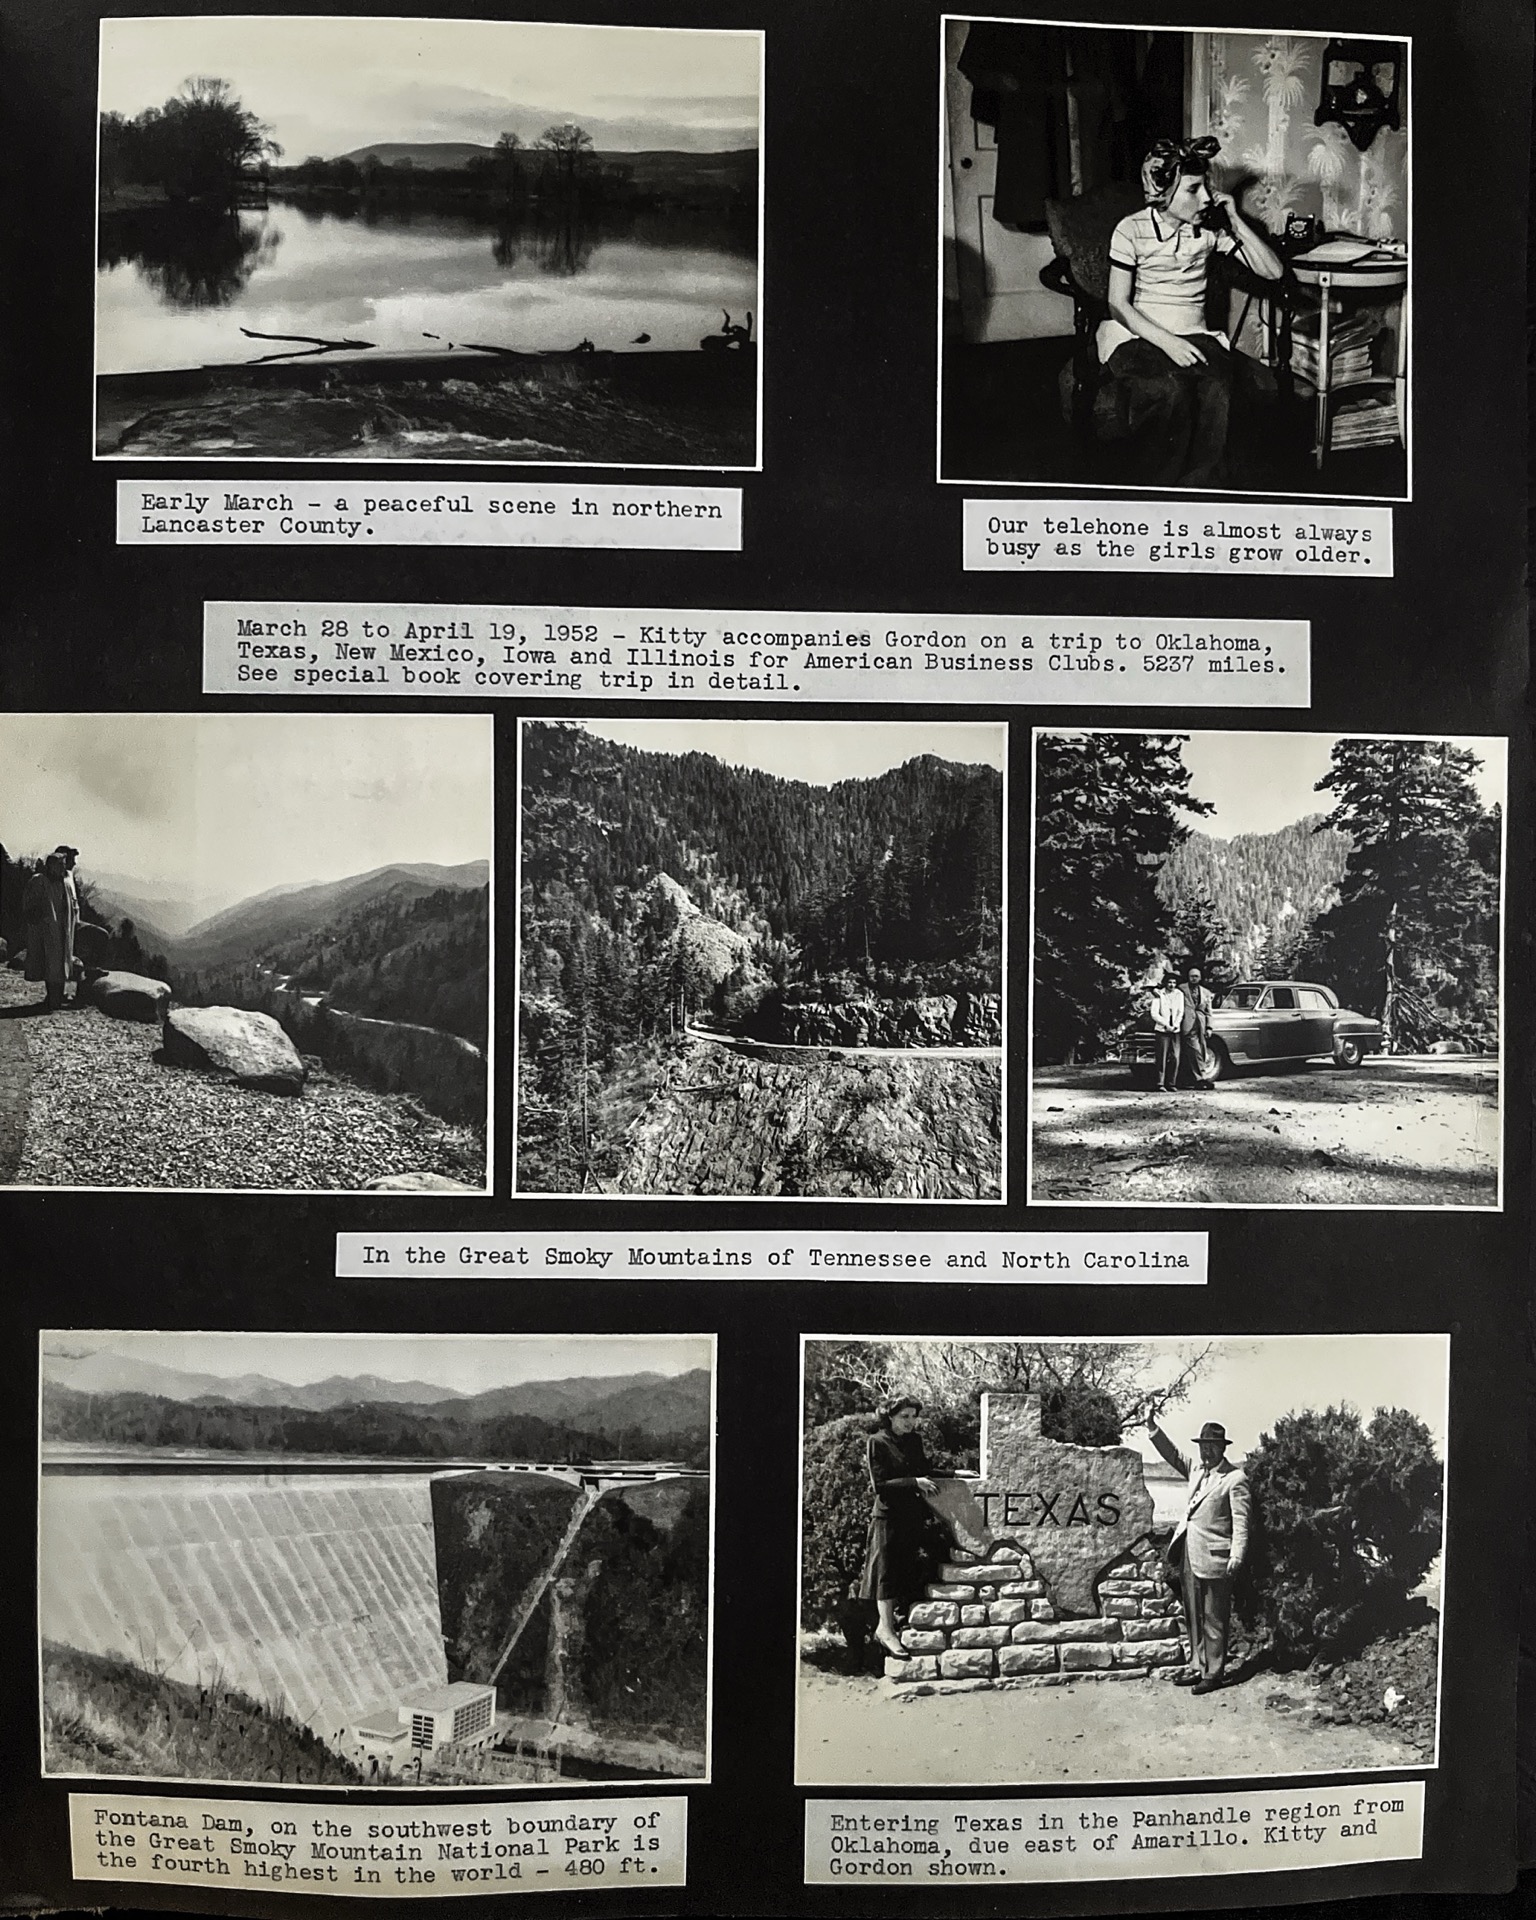 Early March - a peaceful scene in northern
Lancaster County.
Our telehone is almost always
busy as the girls grow older.
March 28 to April 19, 1952 - Kitty accompanies Gordon on a trip to Oklahoma,
Texas, New Mexico, Iowa and Illinois for American Business Clubs. 5237 miles.
See special book covering trip in detail.
In the Great Smoky Mountains of Tennessee and North Carolina
TEXAS
Fontana Dam, on the southwest boundary of
the Great Smoky Mountain National Park is
the fourth highest in the world - 480 ft.
Entering Texas in the Panhandle region from
Oklahoma, due east of Amarillo. Kitty and
Gordon shown.